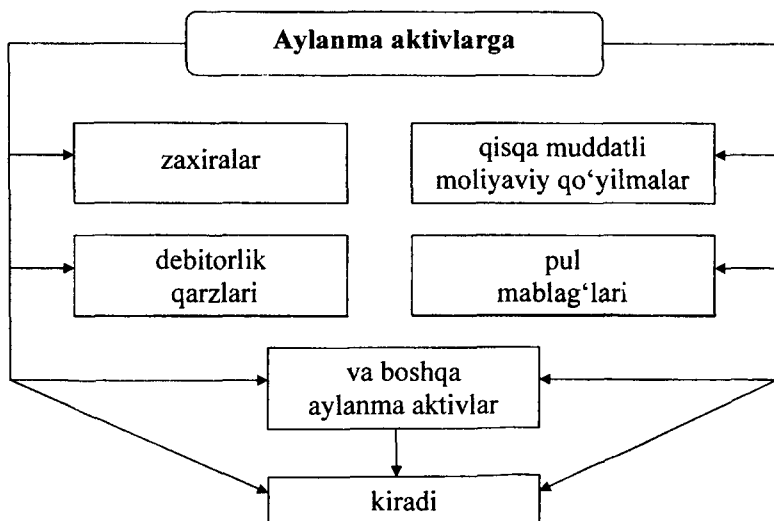 Aylanma aktivlarga
zaxiralar
qisqa muddatli
moliyaviy qo‘yilmalar
debitorlik
qarzlari
pul
mablag‘lari
va boshqa
aylanma aktivlar
kiradi